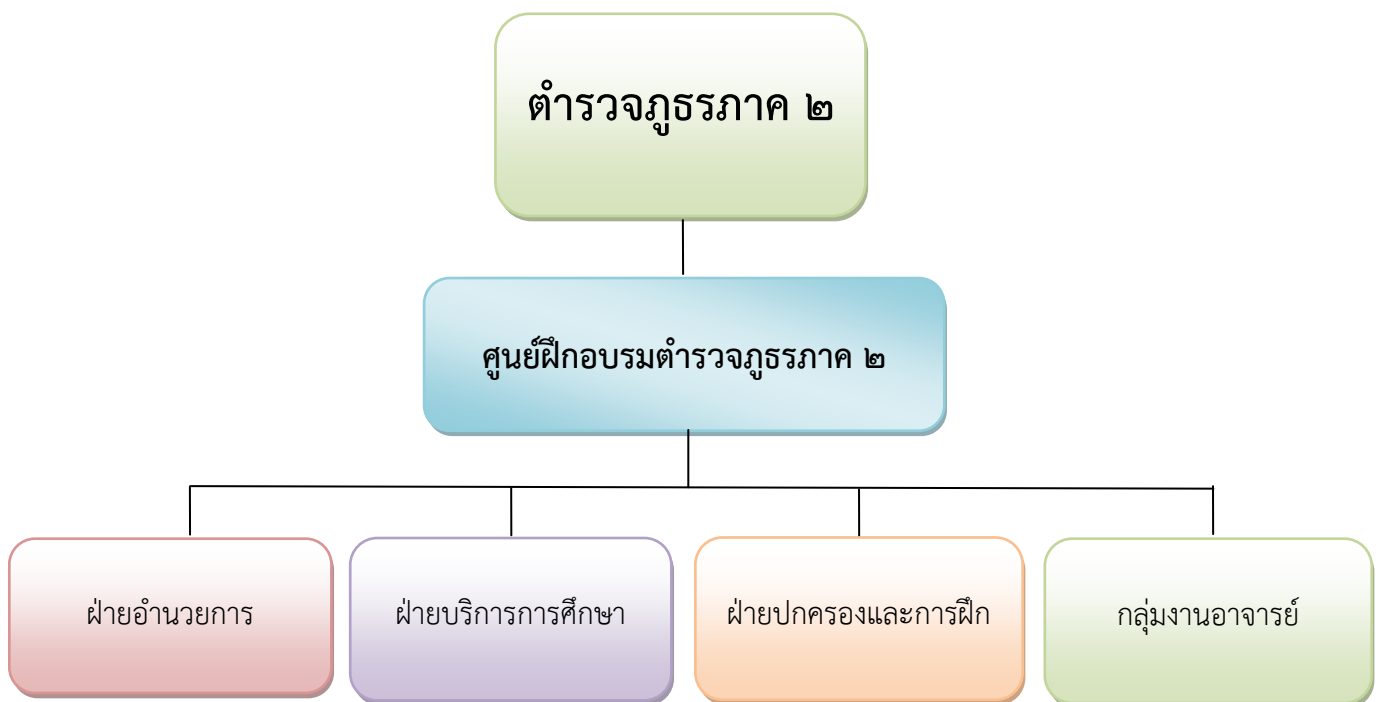 ตำรวจภูธรภาค ๒
ศูนย์ฝึกอบรมตำรวจภูธรภาค ๒
ฝ่ายอำนวยการ
ฝ่ายบริการการศึกษา
ฝ่ายปกครองและการฝึก
กลุ่มงานอาจารย์